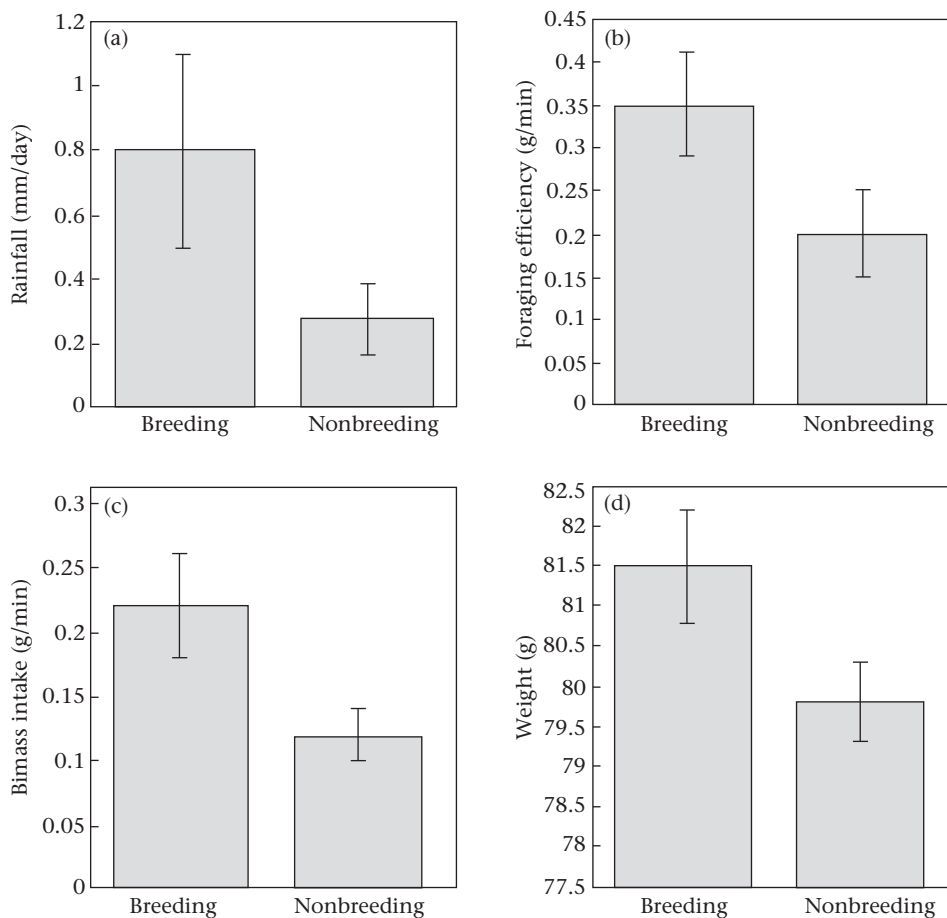 (a)
Rainfall (mm/day)
1.2
1
0.8
0.6
0.4
0.2
0
Breeding Nonbreeding
(b)
Foraging efficiency (g/min)
0.45
0.4
0.35
0.3
0.25
0.2
0.15
0.1
0.05
0
Breeding Nonbreeding
(c)
Bimass intake (g/min)
0.3
0.25
0.2
0.15
0.1
0.05
0
Breeding Nonbreeding
(d)
Weight (g)
82.5
82
81.5
81
80.5
80
79.5
79
78.5
78
77.5
Breeding Nonbreeding